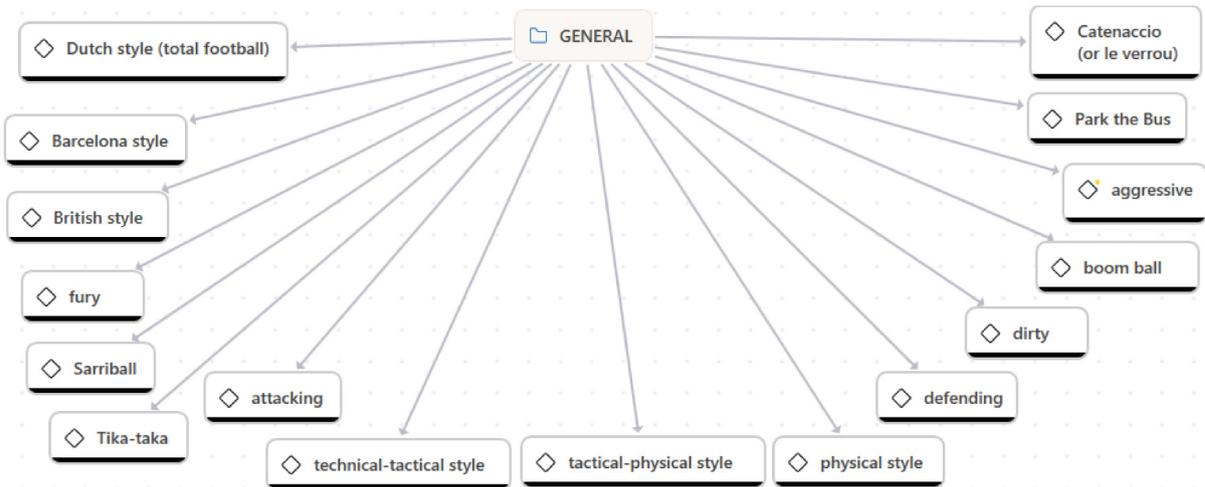 GENERAL
Dutch style (total football)
Catenaccio
(or le verrou)
Barcelona style
Park the Bus
British style
aggressive
fury
boom ball
Sarriball
dirty
Tika-taka
attacking
defending
technical-tactical style
tactical-physical style
physical style